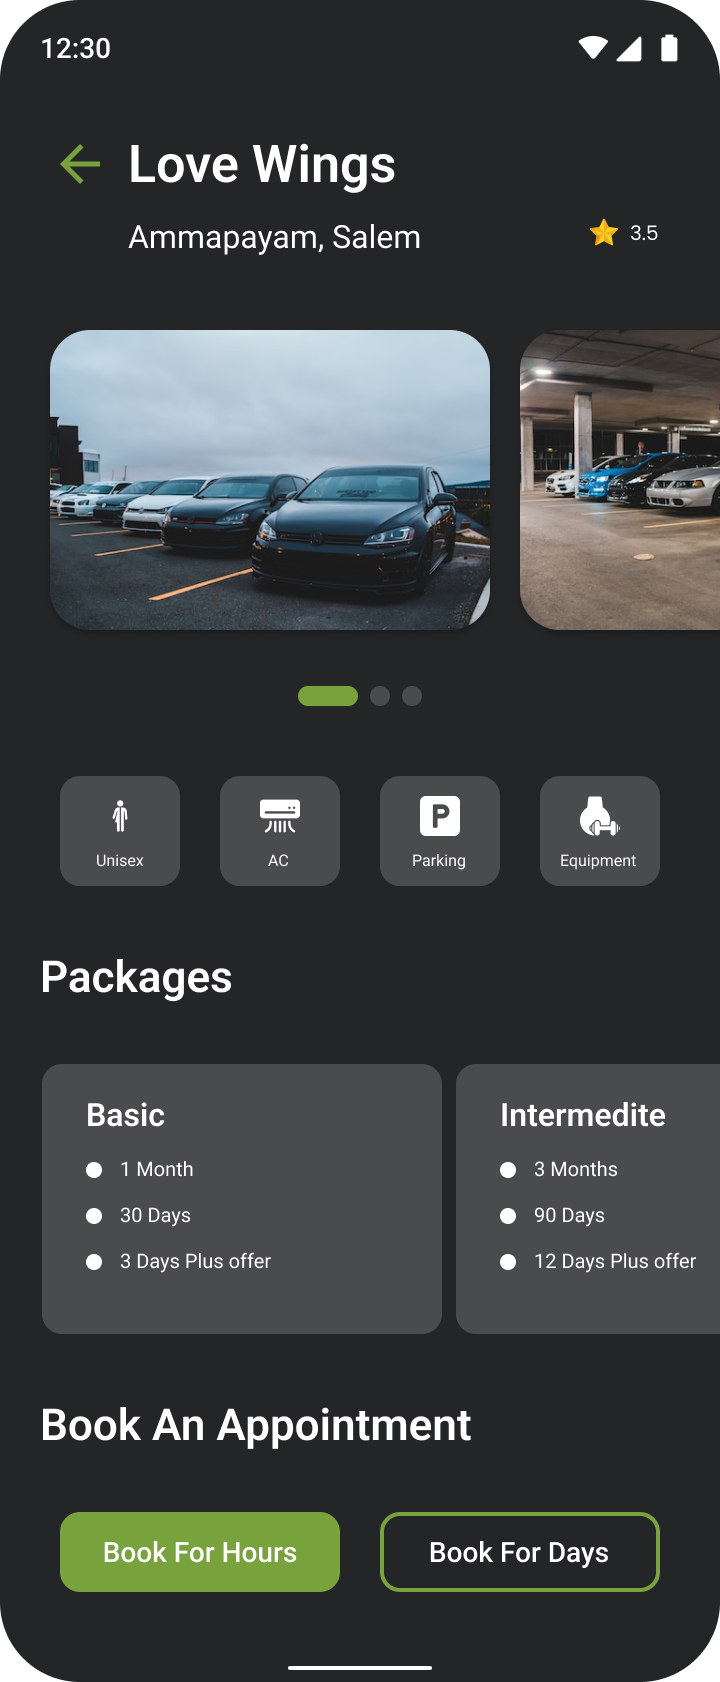 12:30
Love Wings
Ammapayam, Salem
3.5
Unisex
AC
P
Parking
Equipment
Packages
Basic
1 Month
30 Days
3 Days Plus offer
Intermedite
3 Months
90 Days
12 Days Plus offer
Book An Appointment
Book For Hours
Book For Days